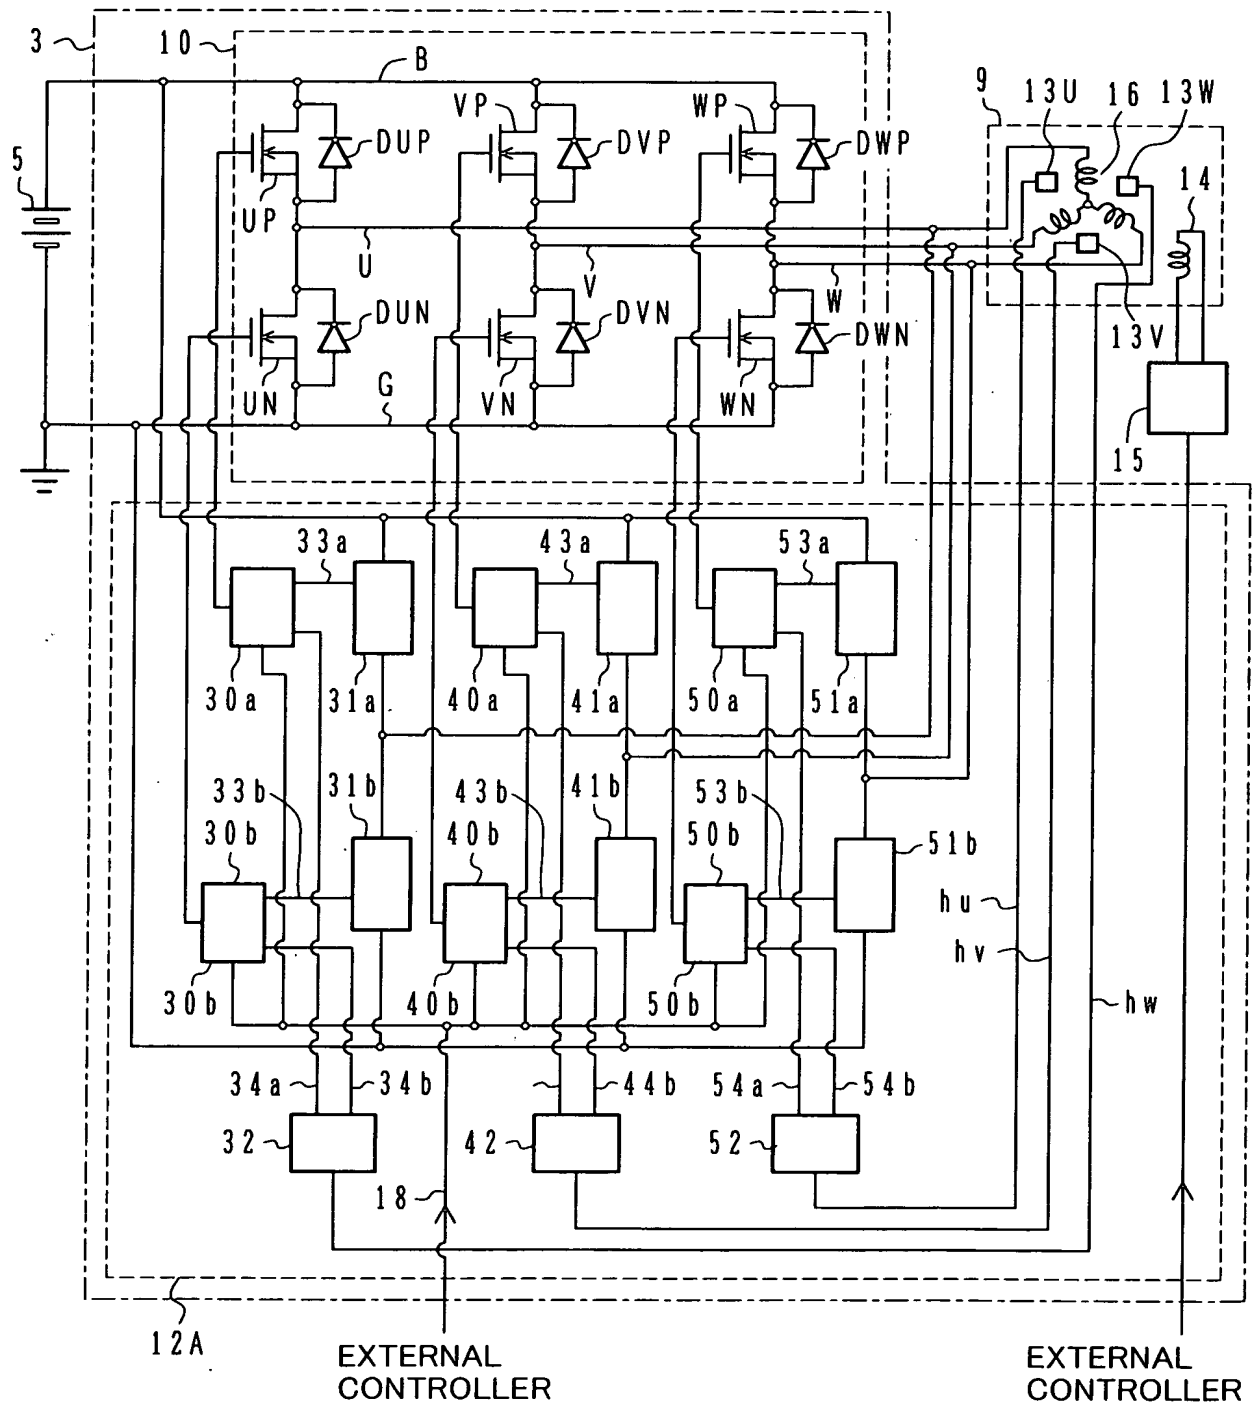 3
10
B
9
13U
16
13W
VP
WP
5
DUP
DVP
DWP
14
UP
U
V
W
DUN
DVN
DWN
13V
UN
G
VN
WN
15
33a
43a
53a
30a
31a
40a
41a
50a
51a
33b
31b
43b
41b
53b
30b
40b
50b
51b
hu
hv
30b
40b
50b
hw
34a
34b
44b
54a
54b
32
42
52
18
12A
EXTERNAL
CONTROLLER
EXTERNAL
CONTROLLER